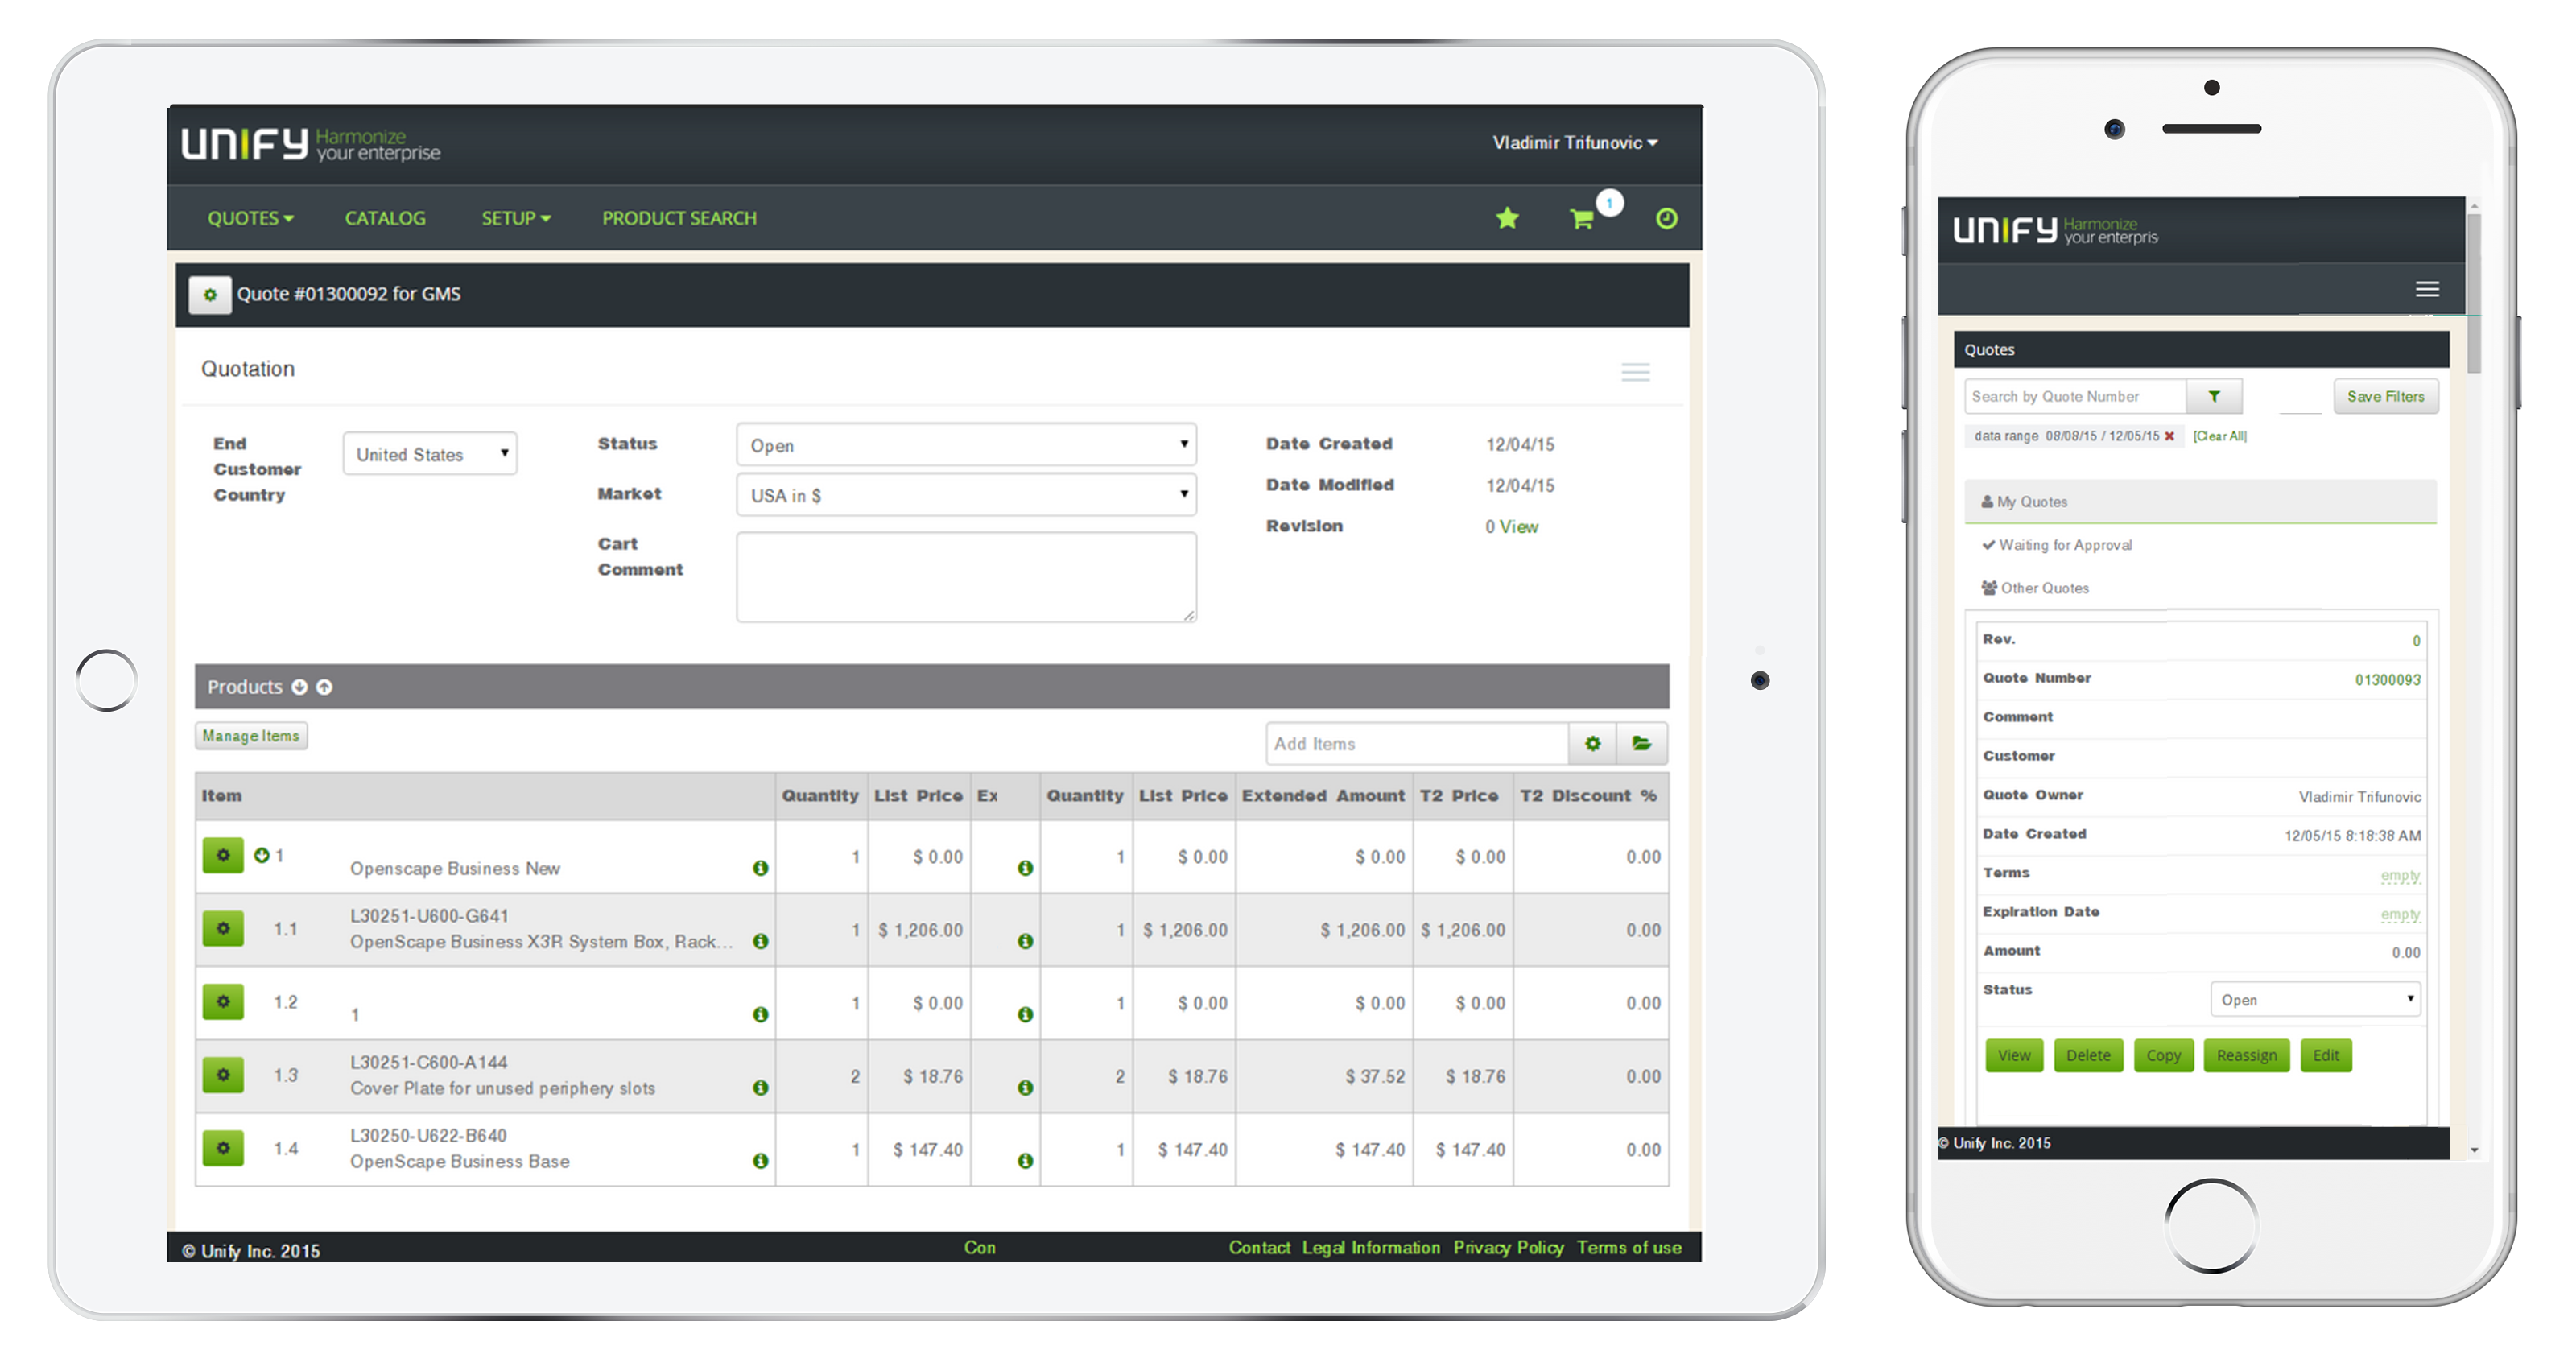 UNIFY Harmonize your enterprise
Vladimir Trifunovic
QUOTES CATALOG SETUP PRODUCT SEARCH 1
Quote #01300092 for GMS
Quotation
End Customer Country United States
Status Open
Market USA in $
Cart Comment
Date Created 12/04/15
Date Modified 12/04/15
Revision 0 View
Products
Manage Items
Add Items
Item Quantity List Price Ex Quantity List Price Extended Amount T2 Price T2 Discount %
1 Openscape Business New 1 $ 0.00 1 $ 0.00 $ 0.00 $ 0.00 0.00
1.1 L30251-U600-G641
OpenScape Business X3R System Box, Rack... 1 $ 1,206.00 1 $ 1,206.00 $ 1,206.00 $ 1,206.00 0.00
1.2 1 1 $ 0.00 1 $ 0.00 $ 0.00 $ 0.00 0.00
1.3 L30251-C600-A144
Cover Plate for unused periphery slots 2 $ 18.76 2 $ 18.76 $ 37.52 $ 18.76 0.00
1.4 L30250-U622-B640
OpenScape Business Base 1 $ 147.40 1 $ 147.40 $ 147.40 $ 147.40 0.00
© Unify Inc. 2015 Con Contact Legal Information Privacy Policy Terms of use
UNIFY Harmonize your enterpris
Quotes
Search by Quote Number Save Filters
data range 08/08/15 / 12/05/15 [Clear All]
My Quotes
Waiting for Approval
Other Quotes
Rev. 0
Quote Number 01300093
Comment
Customer
Quote Owner Vladimir Trifunovic
Date Created 12/05/15 8:18:38 AM
Terms empty
Expiration Date empty
Amount 0.00
Status Open
View Delete Copy Reassign Edit
© Unify Inc. 2015